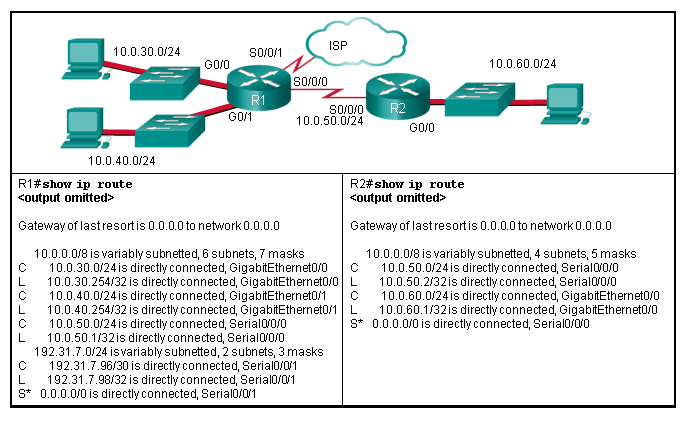 10.0.30.0/24
G0/0
S0/0/1
ISP
10.0.60.0/24
S0/0/0
R1
R2
S0/0/0
10.0.50.0/24
G0/1
G0/0
10.0.40.0/24
R1#show ip route
<output omitted>
Gateway of last resort is 0.0.0.0 to network 0.0.0.0
10.0.0.0/8 is variably subnetted, 6 subnets, 7 masks
C 10.0.30.0/24 is directly connected, GigabitEthernet0/0
L 10.0.30.254/32 is directly connected, GigabitEthernet0/0
C 10.0.40.0/24 is directly connected, GigabitEthernet0/1
L 10.0.40.254/32 is directly connected, GigabitEthernet0/1
C 10.0.50.0/24 is directly connected, Serial0/0/0
L 10.0.50.1/32 is directly connected, Serial0/0/0
192.31.7.0/24 is variably subnetted, 2 subnets, 3 masks
C 192.31.7.96/30 is directly connected, Serial0/0/1
L 192.31.7.98/32 is directly connected, Serial0/0/1
S* 0.0.0.0/0 is directly connected, Serial0/0/1
R2#show ip route
<output omitted>
Gateway of last resort is 0.0.0.0 to network 0.0.0.0
10.0.0.0/8 is variably subnetted, 4 subnets, 5 masks
C 10.0.50.0/24 is directly connected, Serial0/0/0
L 10.0.50.2/32 is directly connected, Serial0/0/0
C 10.0.60.0/24 is directly connected, GigabitEthernet0/0
L 10.0.60.1/32 is directly connected, GigabitEthernet0/0
S* 0.0.0.0/0 is directly connected, Serial0/0/0